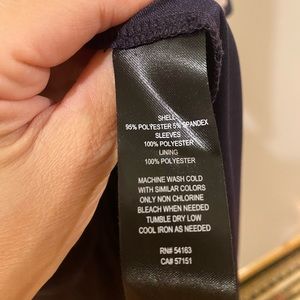 SHELL
95% POLYESTER 5% SPANDEX
SLEEVES
100% POLYESTER
LINING
100% POLYESTER
MACHINE WASH COLD
WITH SIMILAR COLORS
ONLY NON CHLORINE
BLEACH WHEN NEEDED
TUMBLE DRY LOW
COOL IRON AS NEEDED
RN# 54163
CA# 57151